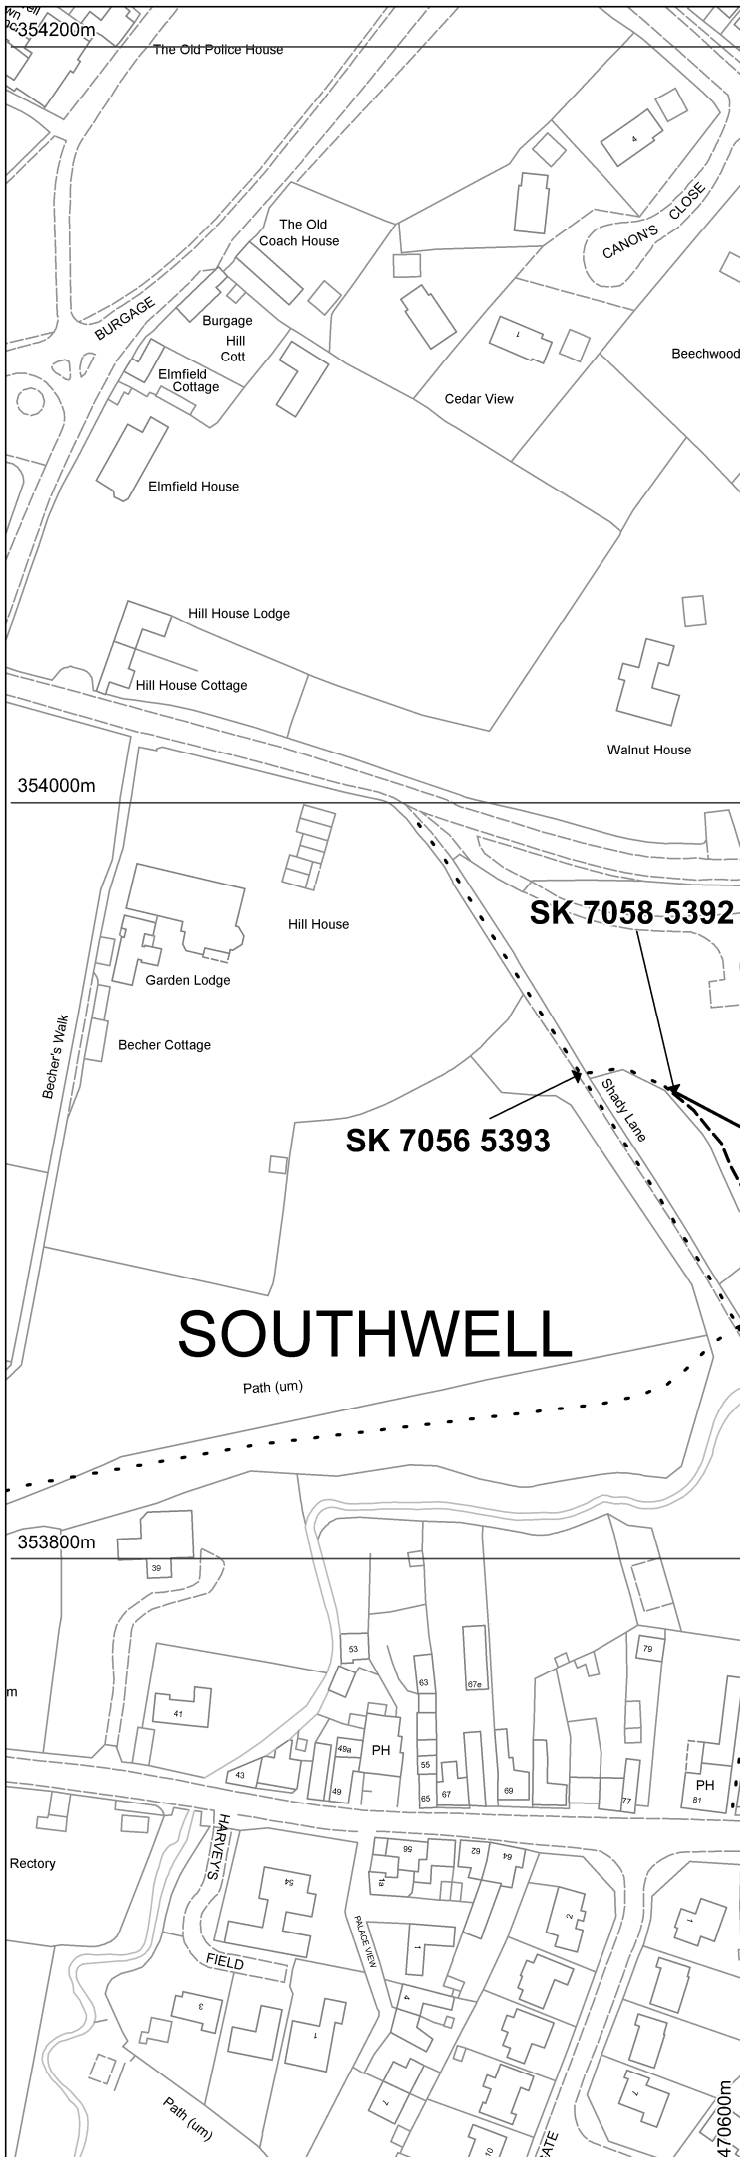 354200m
The Old Police House
4
CANON'S CLOSE
The Old
Coach House
BURGAGE
Burgage
Hill
Cott
1
Beechwood
Elmfield
Cottage
Cedar View
Elmfield House
Hill House Lodge
Hill House Cottage
Walnut House
354000m
SK 7058 5392
Hill House
Garden Lodge
Becher's Walk
Becher Cottage
Shady Lane
SK 7056 5393
SOUTHWELL
Path (um)
353800m
39
53
79
63
67e
m
41
49a
PH
55
43
49
65
67
69
77
PH
81
HARVEY'S
FIELD
Rectory
56
62
64
1a
54
2
1
PALACE VIEW
1
4
3
1
7
7
Path (um)
10
470600m